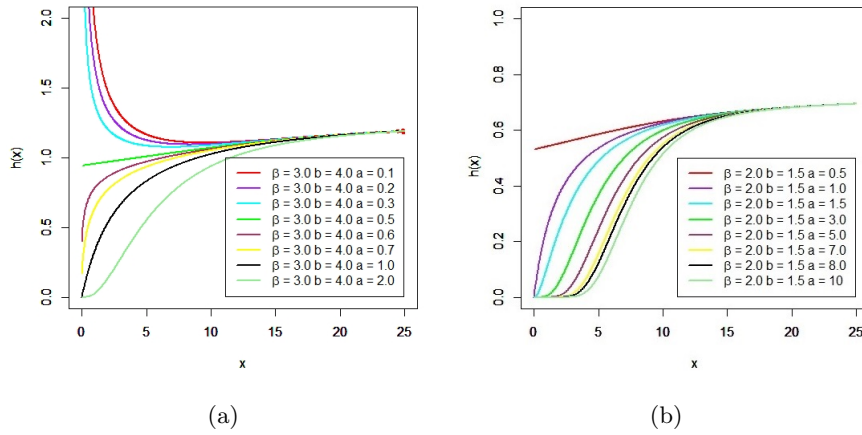 2.0
1.5
1.0
0.5
0.0
h(x)
β = 3.0 b = 4.0 a = 0.1
β = 3.0 b = 4.0 a = 0.2
β = 3.0 b = 4.0 a = 0.3
β = 3.0 b = 4.0 a = 0.5
β = 3.0 b = 4.0 a = 0.6
β = 3.0 b = 4.0 a = 0.7
β = 3.0 b = 4.0 a = 1.0
β = 3.0 b = 4.0 a = 2.0
0 5 10 15 20 25
x
(a)
1.0
0.8
0.6
0.4
0.2
0.0
h(x)
β = 2.0 b = 1.5 a = 0.5
β = 2.0 b = 1.5 a = 1.0
β = 2.0 b = 1.5 a = 1.5
β = 2.0 b = 1.5 a = 3.0
β = 2.0 b = 1.5 a = 5.0
β = 2.0 b = 1.5 a = 7.0
β = 2.0 b = 1.5 a = 8.0
β = 2.0 b = 1.5 a = 10
0 5 10 15 20 25
x
(b)